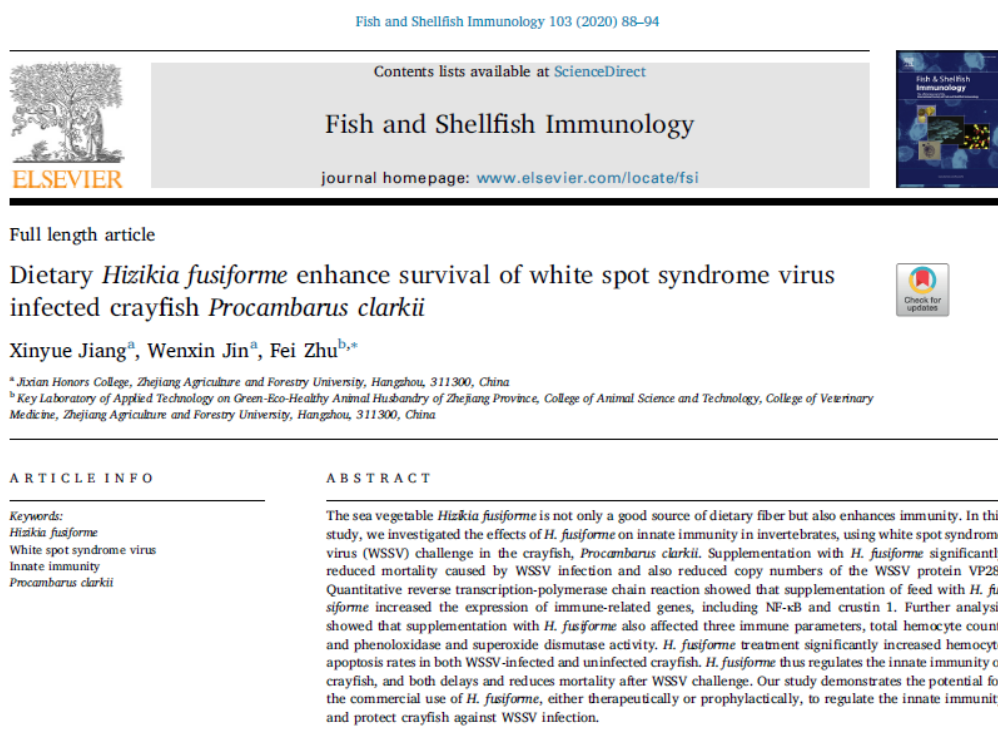 Fish and Shellfish Immunology 103 (2020) 88–94
Contents lists available at ScienceDirect
Fish and Shellfish Immunology
journal homepage: www.elsevier.com/locate/fsi
ELSEVIER
Fish & Shellfish
Immunology
Full length article
Dietary Hizikia fusiforme enhance survival of white spot syndrome virus
infected crayfish Procambarus clarkii
Check for
updates
Xinyue Jiangᵃ, Wenxin Jinᵃ, Fei Zhuᵇ,*
ᵃ Jixian Honors College, Zhejiang Agriculture and Forestry University, Hangzhou, 311300, China
ᵇ Key Laboratory of Applied Technology on Green-Eco-Healthy Animal Husbandry of Zhejiang Province, College of Animal Science and Technology, College of Veterinary
Medicine, Zhejiang Agriculture and Forestry University, Hangzhou, 311300, China
ARTICLE INFO
Keywords:
Hizikia fusiforme
White spot syndrome virus
Innate immunity
Procambarus clarkii
ABSTRACT
The sea vegetable Hizikia fusiforme is not only a good source of dietary fiber but also enhances immunity. In thi
study, we investigated the effects of H. fusiforme on innate immunity in invertebrates, using white spot syndrome
virus (WSSV) challenge in the crayfish, Procambarus clarkii. Supplementation with H. fusiforme significantl
reduced mortality caused by WSSV infection and also reduced copy numbers of the WSSV protein VP28
Quantitative reverse transcription-polymerase chain reaction showed that supplementation of feed with H. fu
siforme increased the expression of immune-related genes, including NF-κB and crustin 1. Further analysi
showed that supplementation with H. fusiforme also affected three immune parameters, total hemocyte count
and phenoloxidase and superoxide dismutase activity. H. fusiforme treatment significantly increased hemocyt
apoptosis rates in both WSSV-infected and uninfected crayfish. H. fusiforme thus regulates the innate immunity o
crayfish, and both delays and reduces mortality after WSSV challenge. Our study demonstrates the potential fo
the commercial use of H. fusiforme, either therapeutically or prophylactically, to regulate the innate immunit
and protect crayfish against WSSV infection.